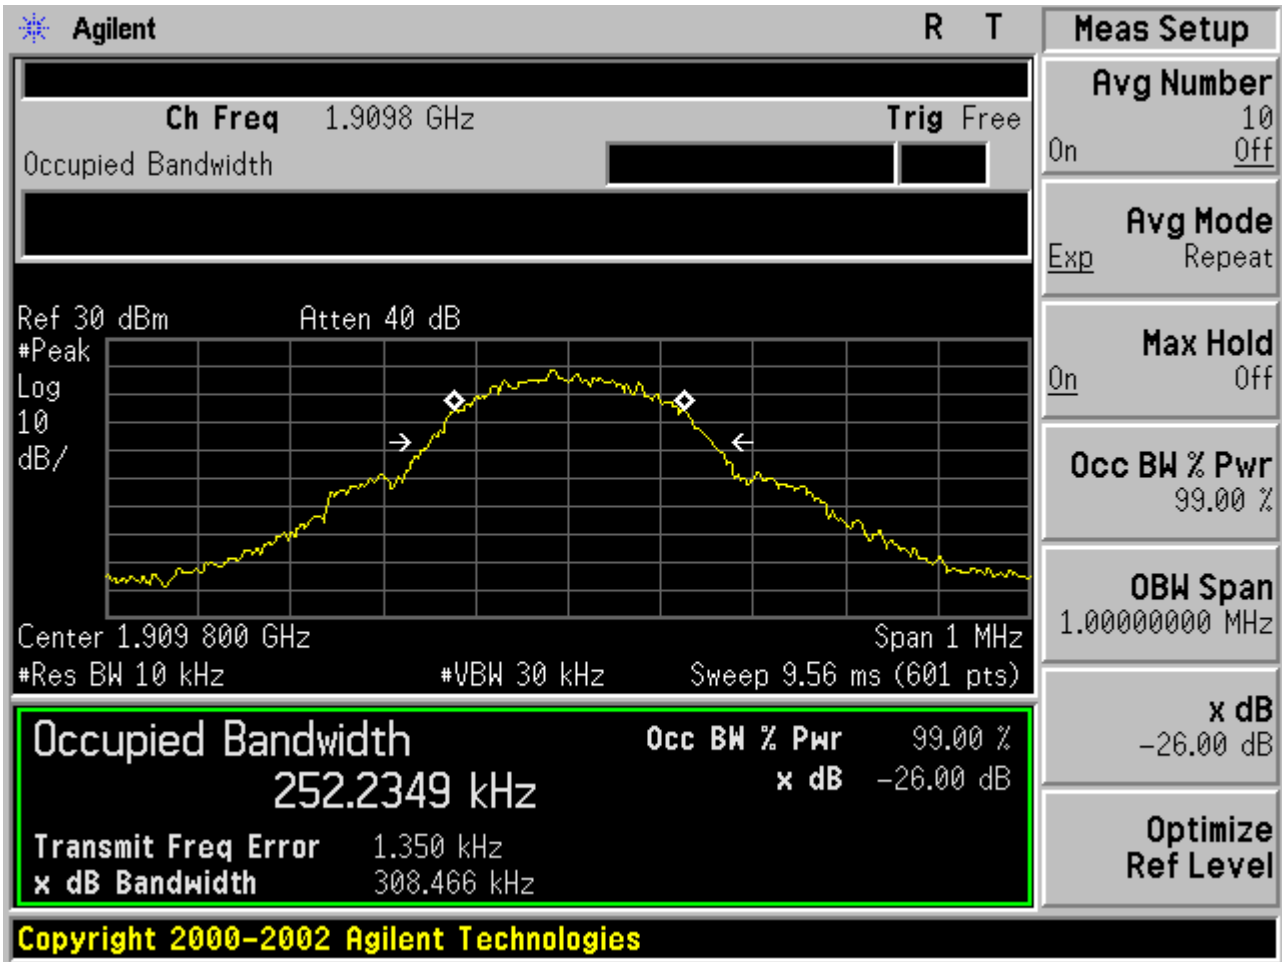 Agilent R T
Ch Freq 1.9098 GHz Trig Free
Occupied Bandwidth
Ref 30 dBm Atten 40 dB
#Peak
Log
10
dB/
Center 1.909 800 GHz Span 1 MHz
#Res BW 10 kHz #VBW 30 kHz Sweep 9.56 ms (601 pts)
Occupied Bandwidth Occ BW % Pwr 99.00 %
252.2349 kHz x dB -26.00 dB
Transmit Freq Error 1.350 kHz
x dB Bandwidth 308.466 kHz
Copyright 2000-2002 Agilent Technologies
Meas Setup
Avg Number
10
On Off
Avg Mode
Exp Repeat
Max Hold
On Off
Occ BW % Pwr
99.00 %
OBW Span
1.00000000 MHz
x dB
-26.00 dB
Optimize
Ref Level